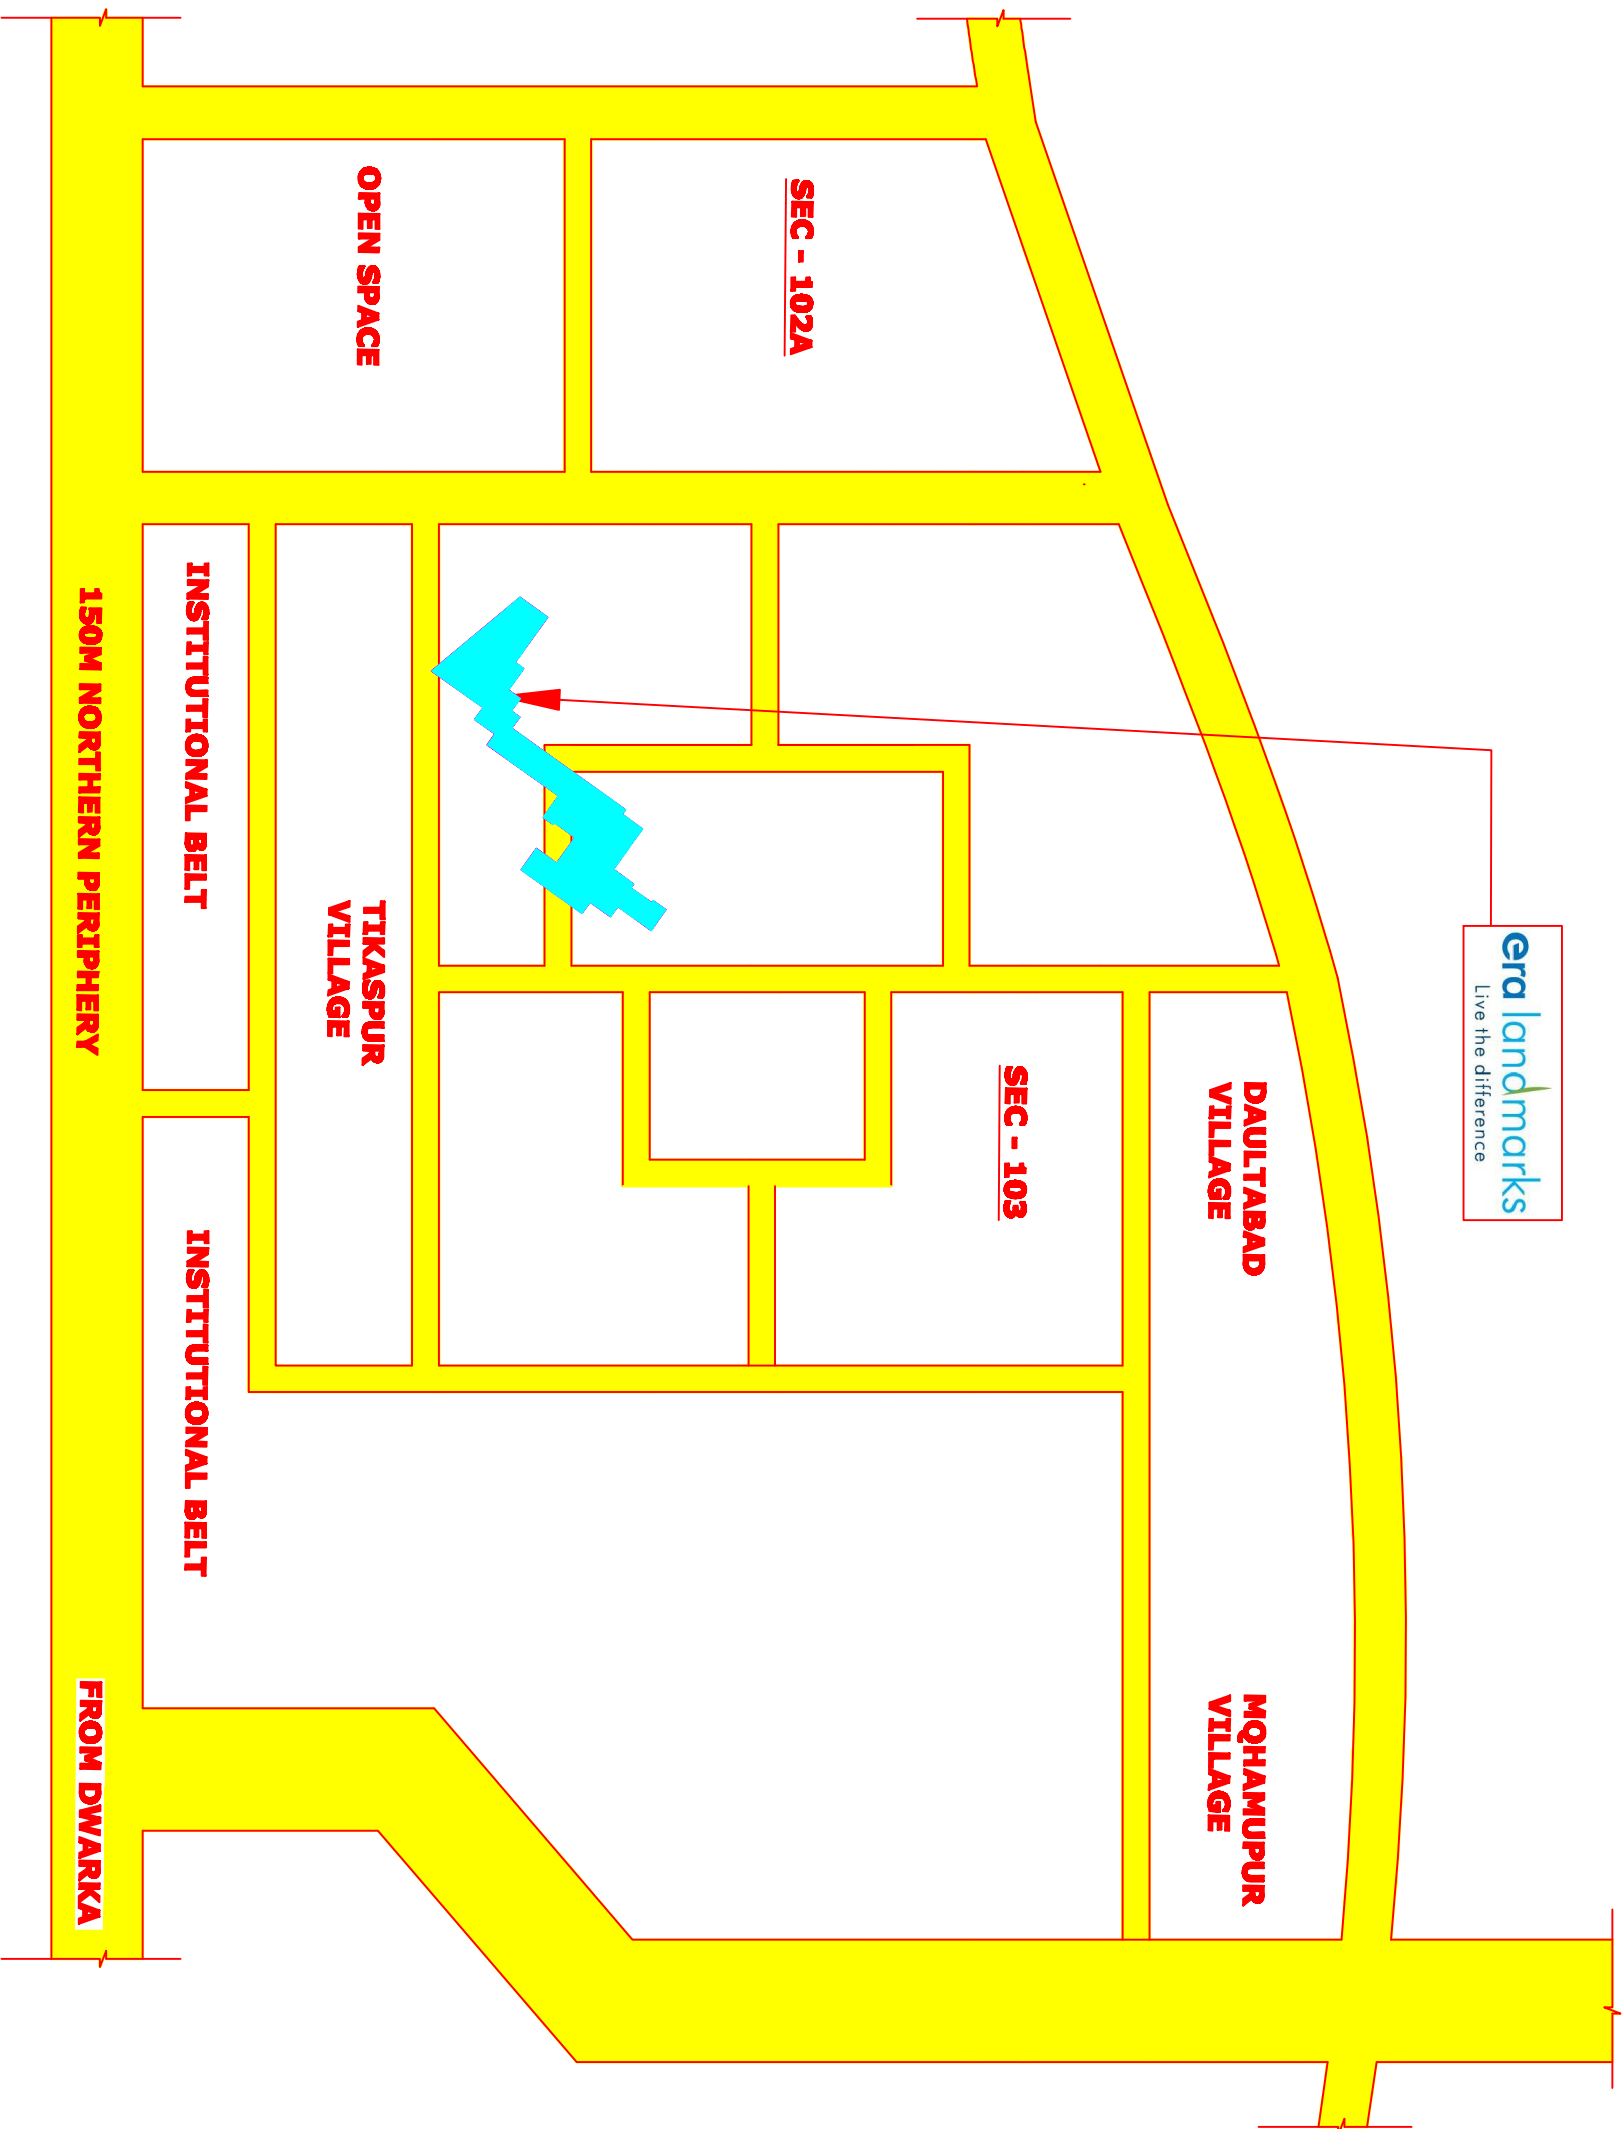 era landmarks
Live the difference
DAULTABAD
VILLAGE
MQHAMUPUR
VILLAGE
SEC - 103
SEC - 102A
OPEN SPACE
TIKASPUR
VILLAGE
INSTITUTIONAL BELT
INSTITUTIONAL BELT
150M NORTHERN PERIPHERY
FROM DWARKA